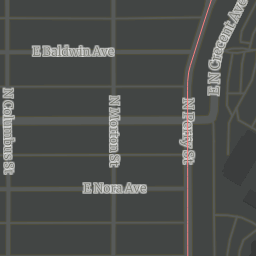 E Baldwin Ave
E N Crescent Ave
N Columbus St
N Morton St
N Perry St
E Nora Ave